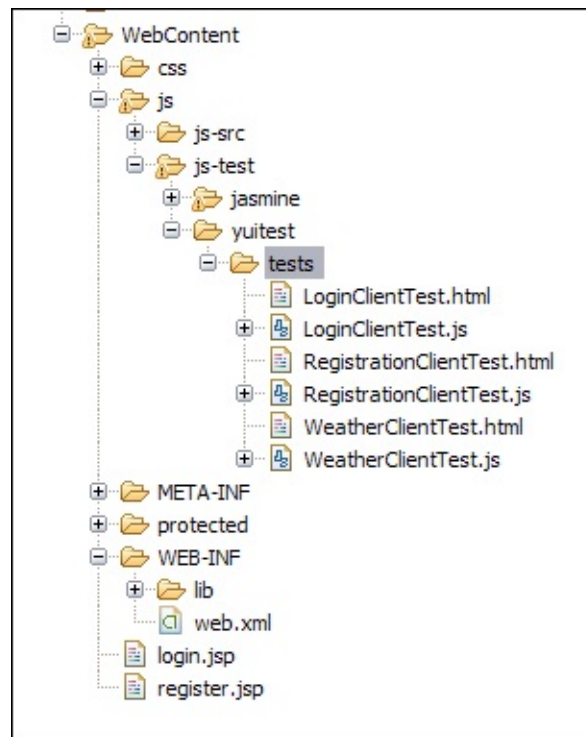 WebContent
css
js
js-src
js-test
jasmine
yuitest
tests
LoginClientTest.html
LoginClientTest.js
RegistrationClientTest.html
RegistrationClientTest.js
WeatherClientTest.html
WeatherClientTest.js
META-INF
protected
WEB-INF
lib
web.xml
login.jsp
register.jsp